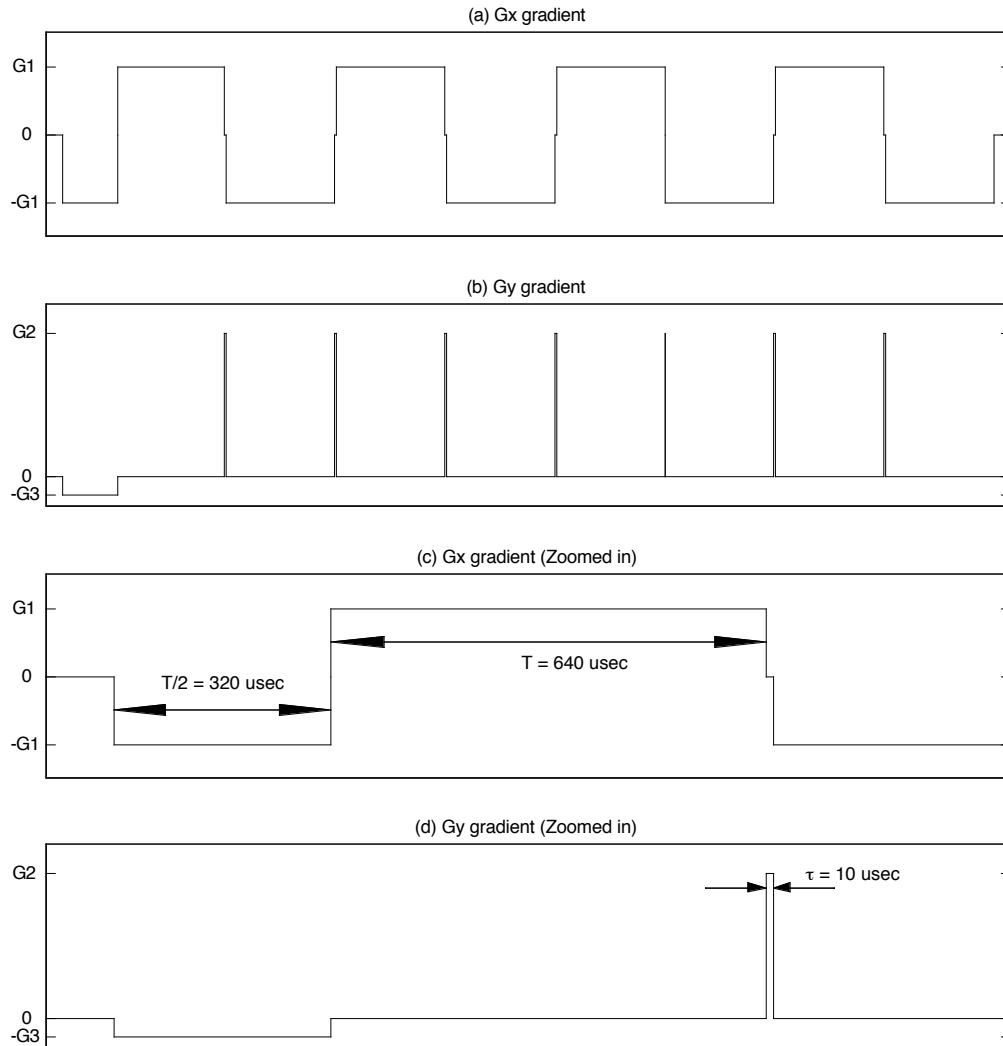 (a) Gx gradient
G1
0
-G1
(b) Gy gradient
G2
0
-G3
(c) Gx gradient (Zoomed in)
G1
T = 640 usec
0
T/2 = 320 usec
-G1
(d) Gy gradient (Zoomed in)
G2
τ = 10 usec
0
-G3